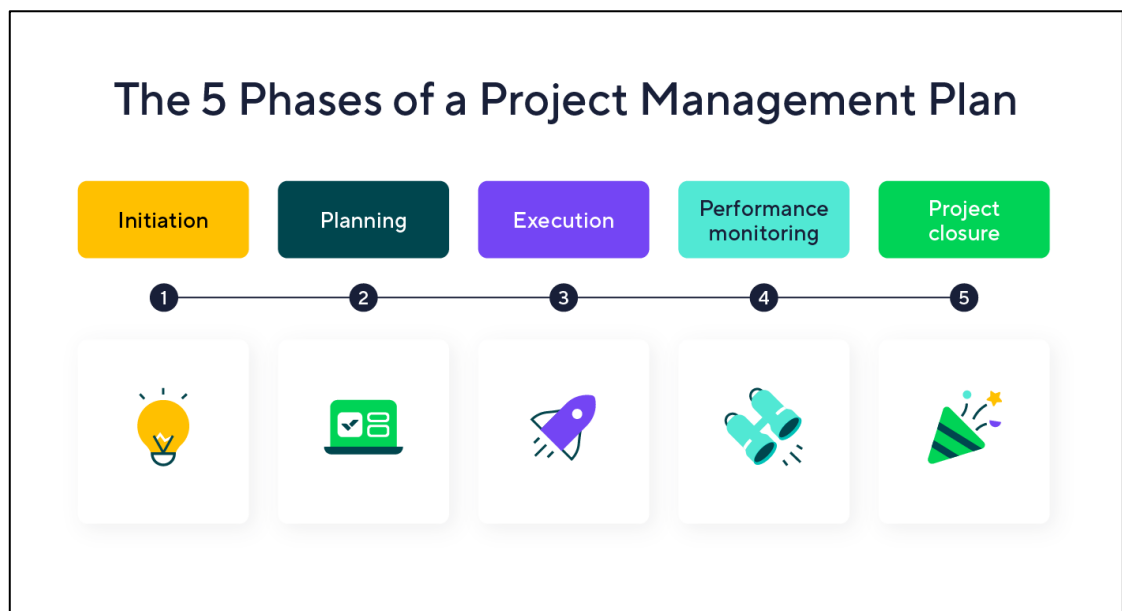 The 5 Phases of a Project Management Plan
Initiation
Planning
Execution
Performance
monitoring
Project
closure
1
2
3
4
5